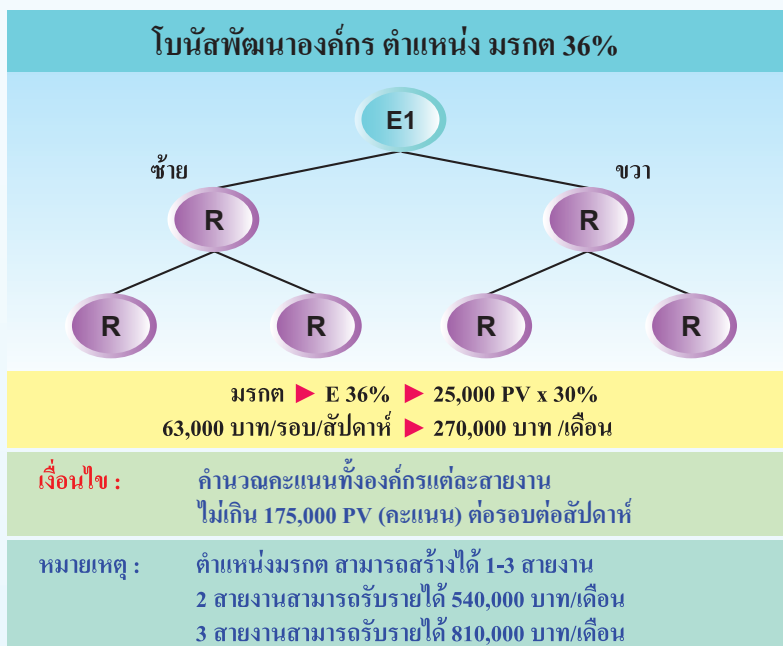 โบนัสพัฒนาองค์กร ตำแหน่ง มรกต 36%
E1
ซ้าย ขวา
R R
R R R R
มรกต ▶ E 36% ▶ 25,000 PV x 30%
63,000 บาท/รอบ/สัปดาห์ ▶ 270,000 บาท /เดือน
เงื่อนไข : คำนวณคะแนนทั้งองค์กรแต่ละสายงาน
ไม่เกิน 175,000 PV (คะแนน) ต่อรอบต่อสัปดาห์
หมายเหตุ : ตำแหน่งมรกต สามารถสร้างได้ 1-3 สายงาน
2 สายงานสามารถรับรายได้ 540,000 บาท/เดือน
3 สายงานสามารถรับรายได้ 810,000 บาท/เดือน